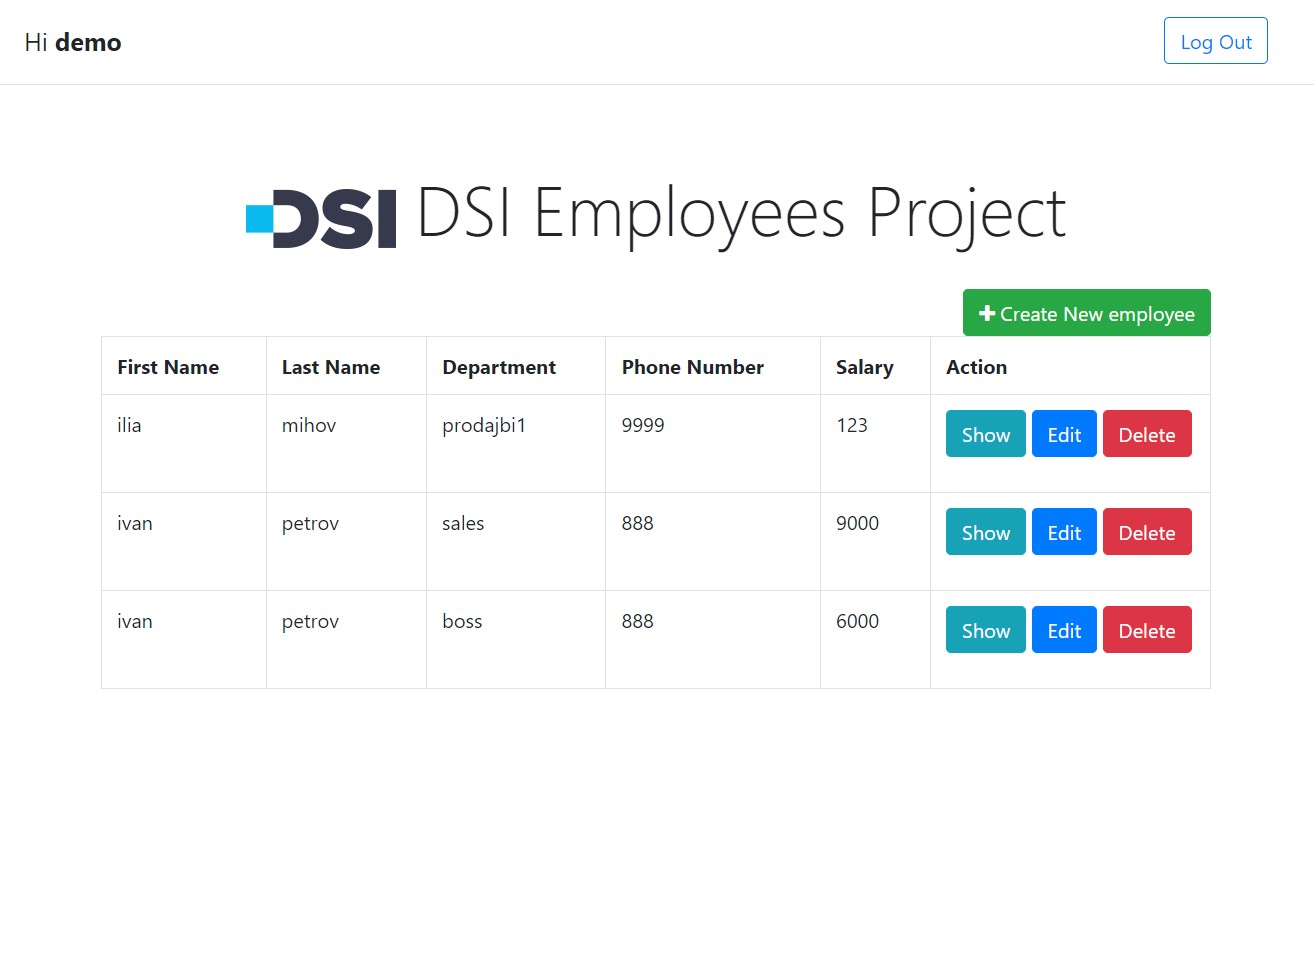 Hi demo
Log Out
DSI DSI Employees Project
Create New employee
First Name Last Name Department Phone Number Salary Action
ilia mihov prodajbi1 9999 123 Show Edit Delete
ivan petrov sales 888 9000 Show Edit Delete
ivan petrov boss 888 6000 Show Edit Delete